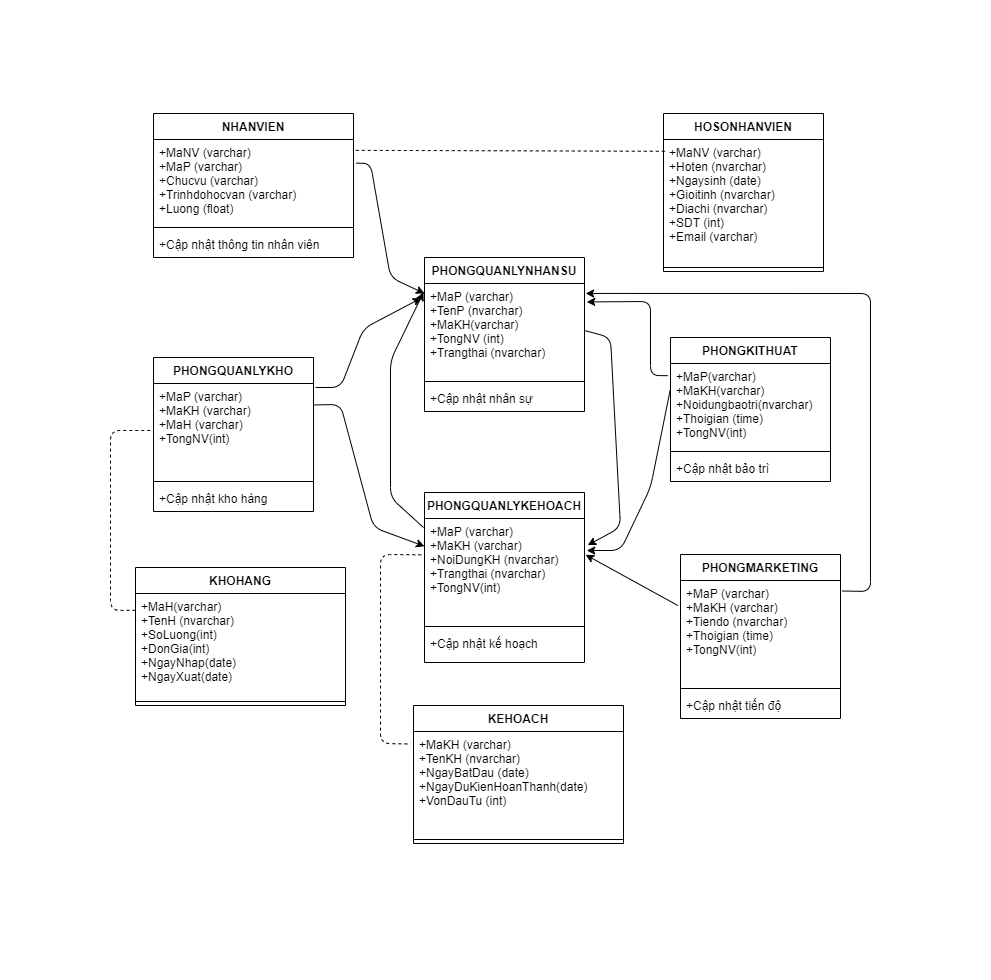 NHANVIEN
+MaNV (varchar)
+MaP (varchar)
+Chucvu (varchar)
+Trinhdohocvan (varchar)
+Luong (float)
+Cập nhật thông tin nhân viên
HOSONHANVIEN
+MaNV (varchar)
+Hoten (nvarchar)
+Ngaysinh (date)
+Gioitinh (nvarchar)
+Diachi (nvarchar)
+SDT (int)
+Email (varchar)
PHONGQUANLYNHANSU
+MaP (varchar)
+TenP (nvarchar)
+MaKH(varchar)
+TongNV (int)
+Trangthai (nvarchar)
+Cập nhật nhân sự
PHONGQUANLYKHO
+MaP (varchar)
+MaKH (varchar)
+MaH (varchar)
+TongNV(int)
+Cập nhật kho hảng
PHONGKITHUAT
+MaP(varchar)
+MaKH(varchar)
+Noidungbaotri(nvarchar)
+Thoigian (time)
+TongNV(int)
+Cập nhật bảo trì
PHONGQUANLYKEHOACH
+MaP (varchar)
+MaKH (varchar)
+NoiDungKH (nvarchar)
+Trangthai (nvarchar)
+TongNV(int)
+Cập nhật kế hoạch
PHONGMARKETING
+MaP (varchar)
+MaKH (varchar)
+Tiendo (nvarchar)
+Thoigian (time)
+TongNV(int)
+Cập nhật tiến độ
KHOHANG
+MaH(varchar)
+TenH (nvarchar)
+SoLuong(int)
+DonGia(int)
+NgayNhap(date)
+NgayXuat(date)
KEHOACH
+MaKH (varchar)
+TenKH (nvarchar)
+NgayBatDau (date)
+NgayDuKienHoanThanh(date)
+VonDauTu (int)